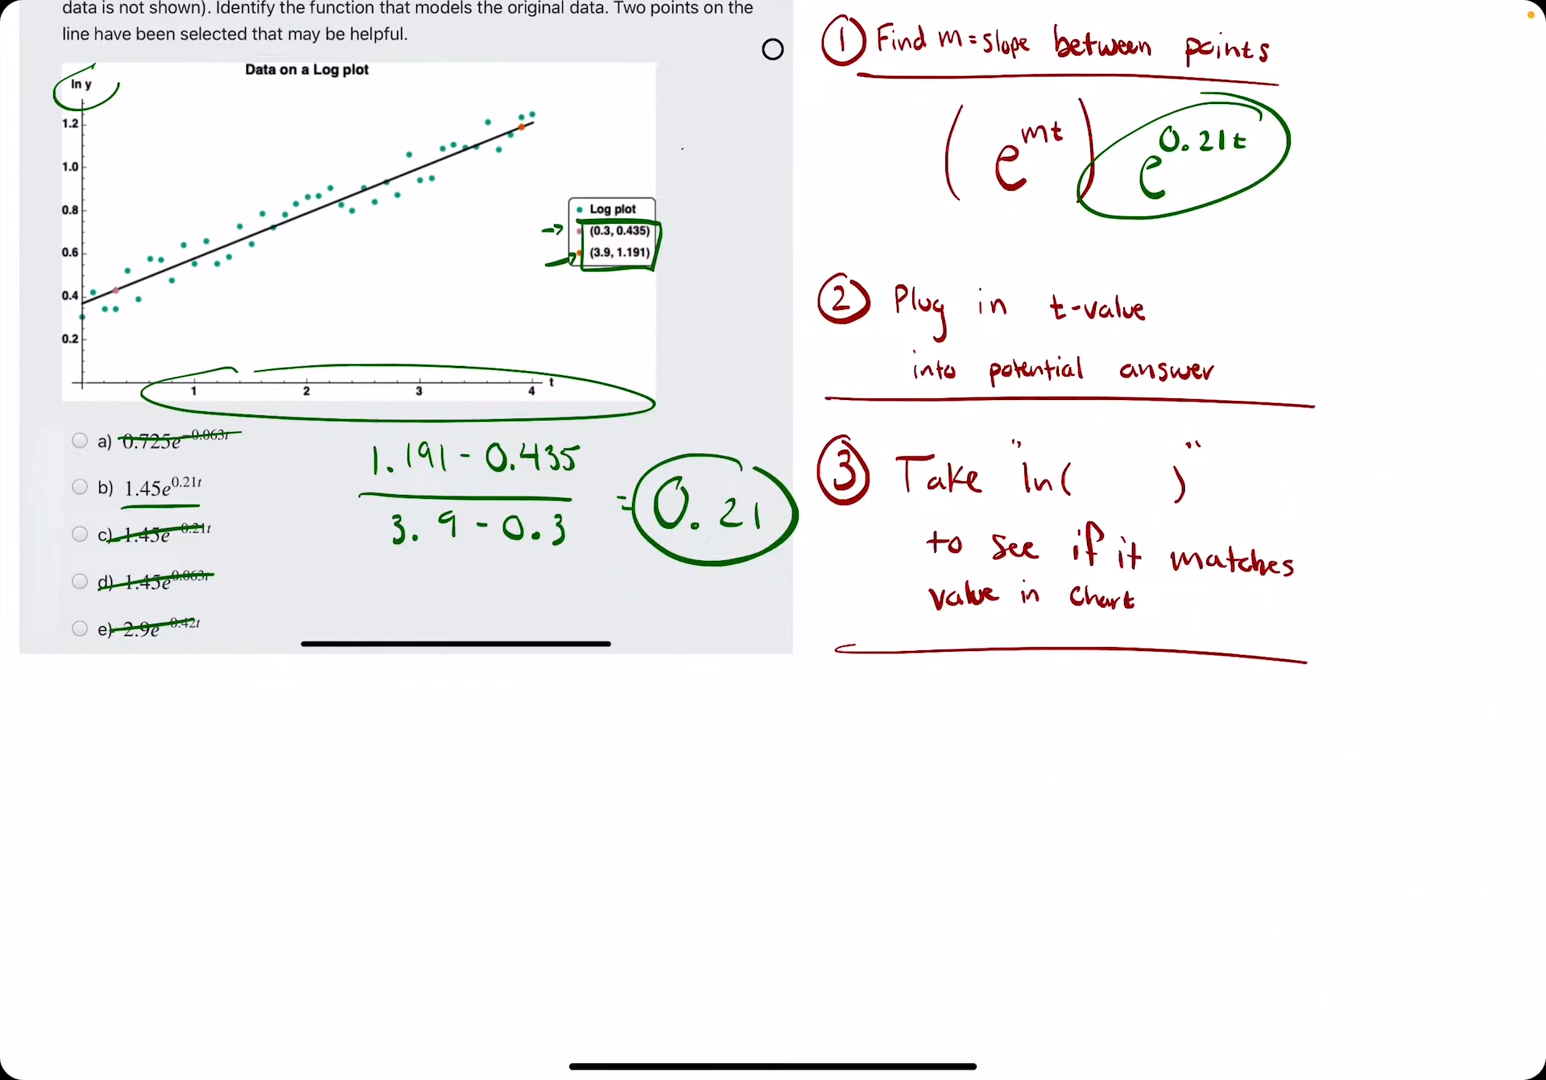 data is not shown). Identify the function that models the original data. Two points on the
line have been selected that may be helpful.
Data on a Log plot
ln y
1.2
1.0
0.8
0.6
0.4
0.2
1 2 3 4 t
Log plot
(0.3, 0.435)
(3.9, 1.191)
a) 0.725e^-0.063t
b) 1.45e^0.21t
c) 1.45e^-0.21t
d) 1.45e^0.063t
e) 2.9e^-0.42t
1.191 - 0.435
3.9 - 0.3
= 0.21
① Find m = slope between points
(e^mt) e^0.21t
② Plug in t-value
into potential answer
③ Take "ln( )"
to see if it matches
value in chart